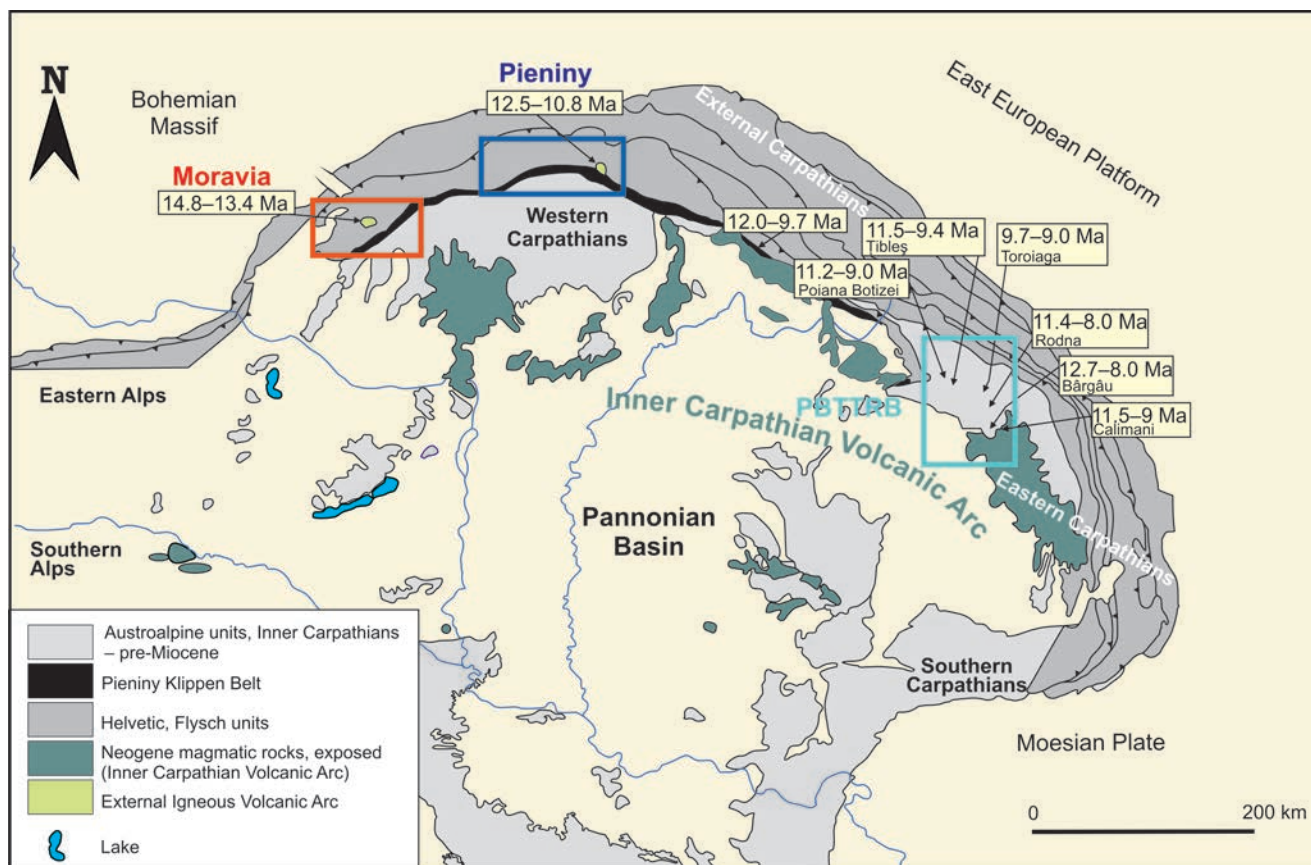 N
Bohemian
Massif
Pieniny
12.5–10.8 Ma
East European Platform
External Carpathians
Moravia
14.8–13.4 Ma
Western
Carpathians
12.0–9.7 Ma
11.5–9.4 Ma
Tibleş
9.7–9.0 Ma
Toroiaga
11.2–9.0 Ma
Poiana Botizei
11.4–8.0 Ma
Rodna
12.7–8.0 Ma
Bârgâu
11.5–9 Ma
Calimani
Eastern Alps
PBTTRB
Inner Carpathian Volcanic Arc
Eastern Carpathians
Pannonian
Basin
Southern
Alps
Southern
Carpathians
Moesian Plate
Austroalpine units, Inner Carpathians
– pre-Miocene
Pieniny Klippen Belt
Helvetic, Flysch units
Neogene magmatic rocks, exposed
(Inner Carpathian Volcanic Arc)
External Igneous Volcanic Arc
Lake
0 200 km